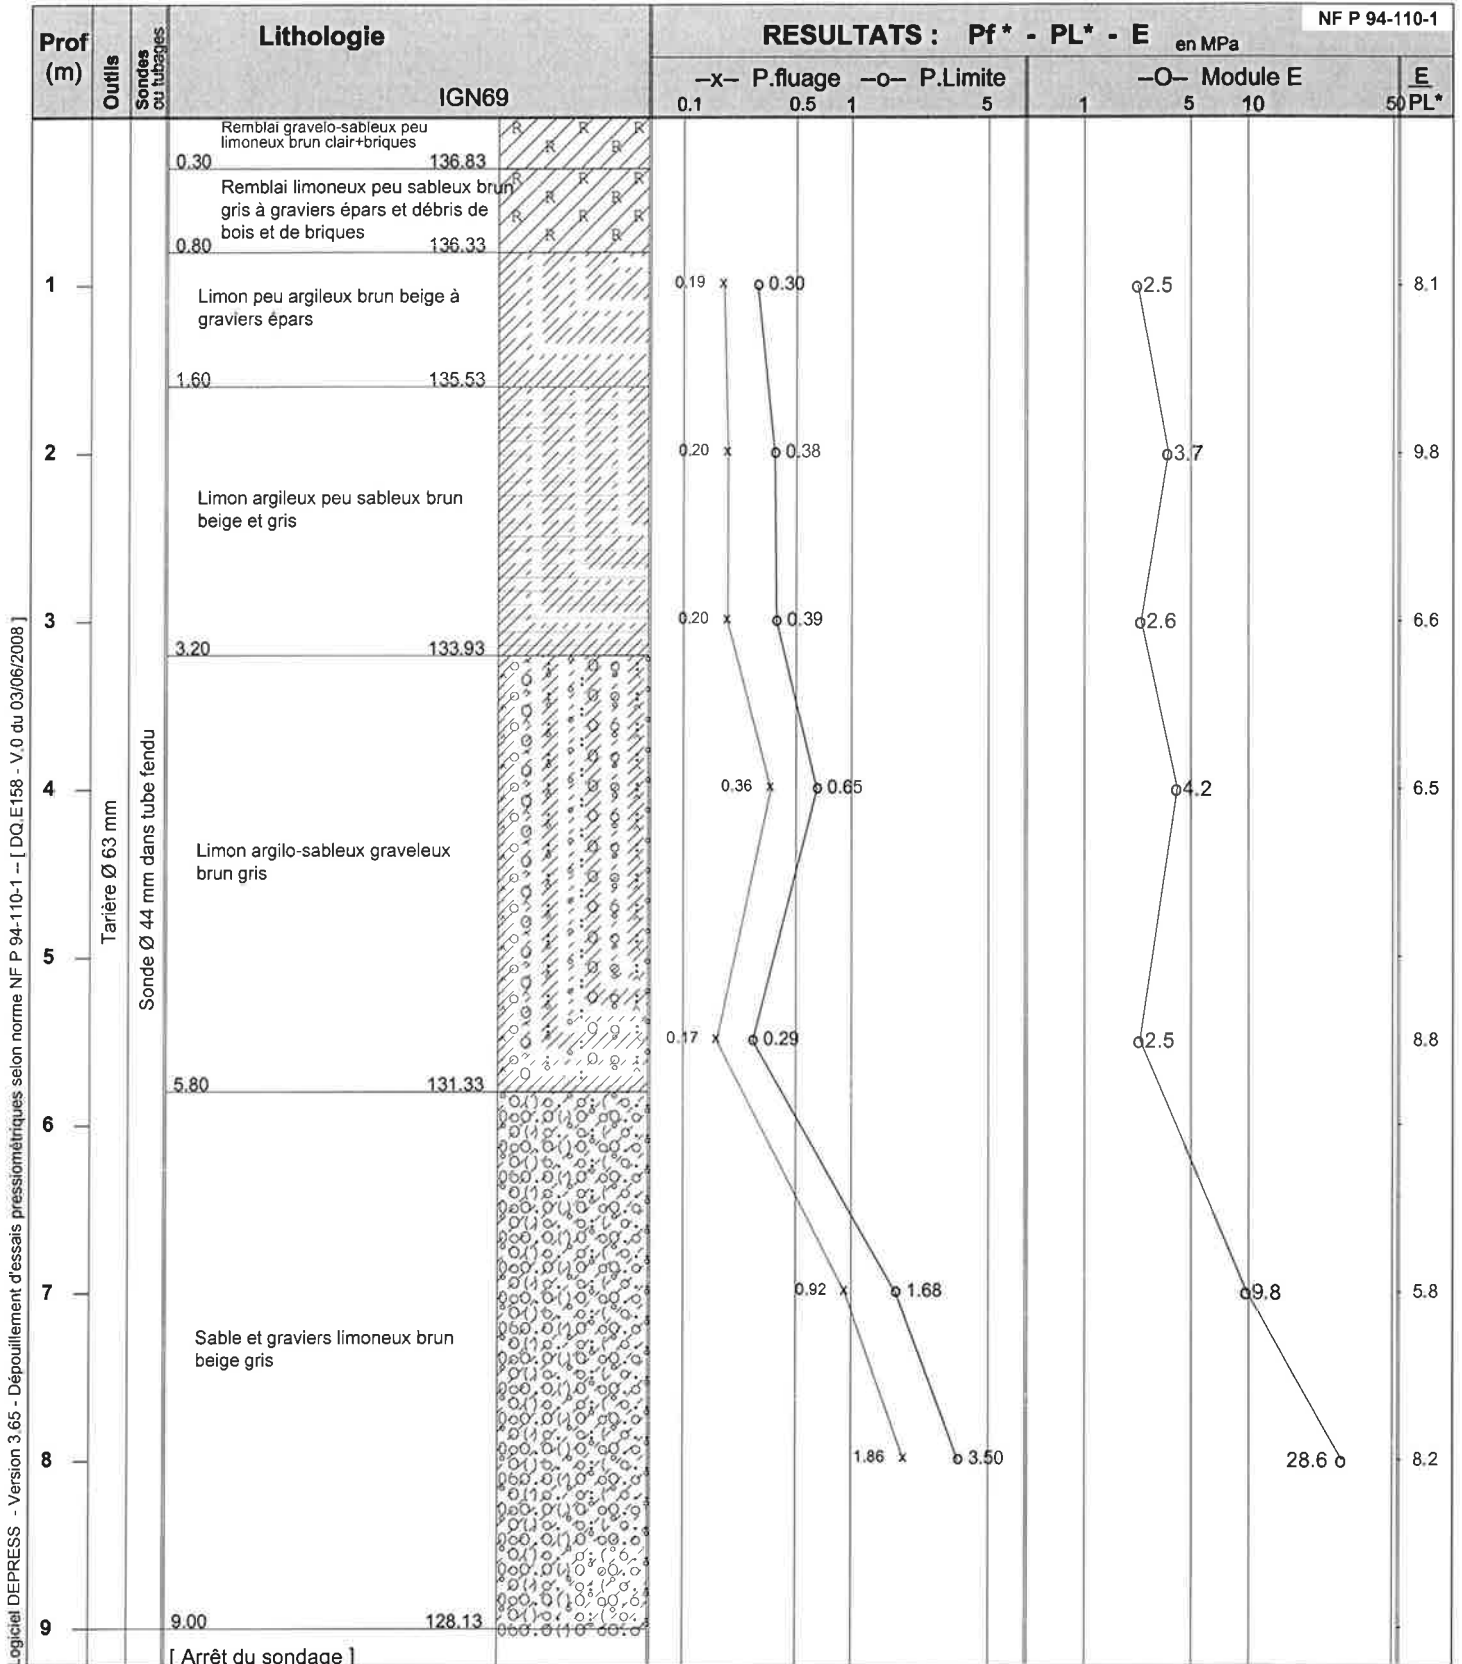 NF P 94-110-1
Prof
(m)
Outils
Sondes
ou tubages
Lithologie
IGN69
RESULTATS : Pf* - PL* - E en MPa
–x– P.fluage –o– P.Limite
–O– Module E
E
PL*
0.1 0.5 1 5 1 5 10 50
Remblai gravelo-sableux peu
limoneux brun clair+briques
0.30 136.83
Remblai limoneux peu sableux brun
gris à graviers épars et débris de
bois et de briques
0.80 136.33
1 0.19 0.30 2.5 8.1
Limon peu argileux brun beige à
graviers épars
1.60 135.53
2 0.20 0.38 3.7 9.8
Limon argileux peu sableux brun
beige et gris
3 0.20 0.39 2.6 6.6
3.20 133.93
4 0.36 0.65 4.2 6.5
Limon argilo-sableux graveleux
brun gris
5
0.17 0.29 2.5 8.8
5.80 131.33
6
7 0.92 1.68 9.8 5.8
Sable et graviers limoneux brun
beige gris
8 1.86 3.50 28.6 8.2
9.00 128.13
9
[ Arrêt du sondage ]
Tarière Ø 63 mm
Sonde Ø 44 mm dans tube fendu
Logiciel DEPRESS - Version 3.65 - Dépouillement d'essais pressiométriques selon norme NF P 94-110-1 -- [ DQ.E158 - V.0 du 03/06/2008 ]
R R R
R R
R R R
R R
R R R
R R